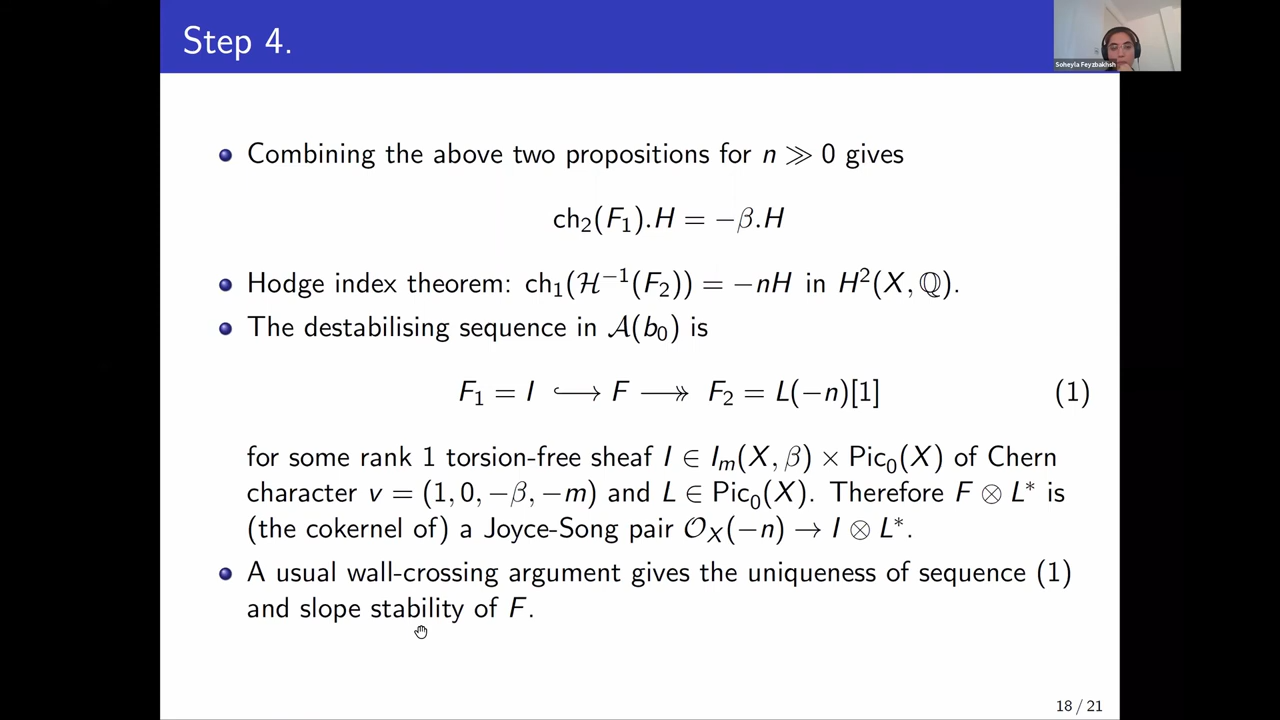 Step 4.
Soheyla Feyzbakhsh
Combining the above two propositions for n ≫ 0 gives
ch₂(F₁).H = −β.H
Hodge index theorem: ch₁(ℋ⁻¹(F₂)) = −nH in H²(X, ℚ).
The destabilising sequence in 𝒜(b₀) is
F₁ = I ↪ F ↠ F₂ = L(−n)[1] (1)
for some rank 1 torsion-free sheaf I ∈ Iₘ(X, β) × Pic₀(X) of Chern
character v = (1, 0, −β, −m) and L ∈ Pic₀(X). Therefore F ⊗ L* is
(the cokernel of) a Joyce-Song pair 𝒪_X(−n) → I ⊗ L*.
A usual wall-crossing argument gives the uniqueness of sequence (1)
and slope stability of F.
18 / 21